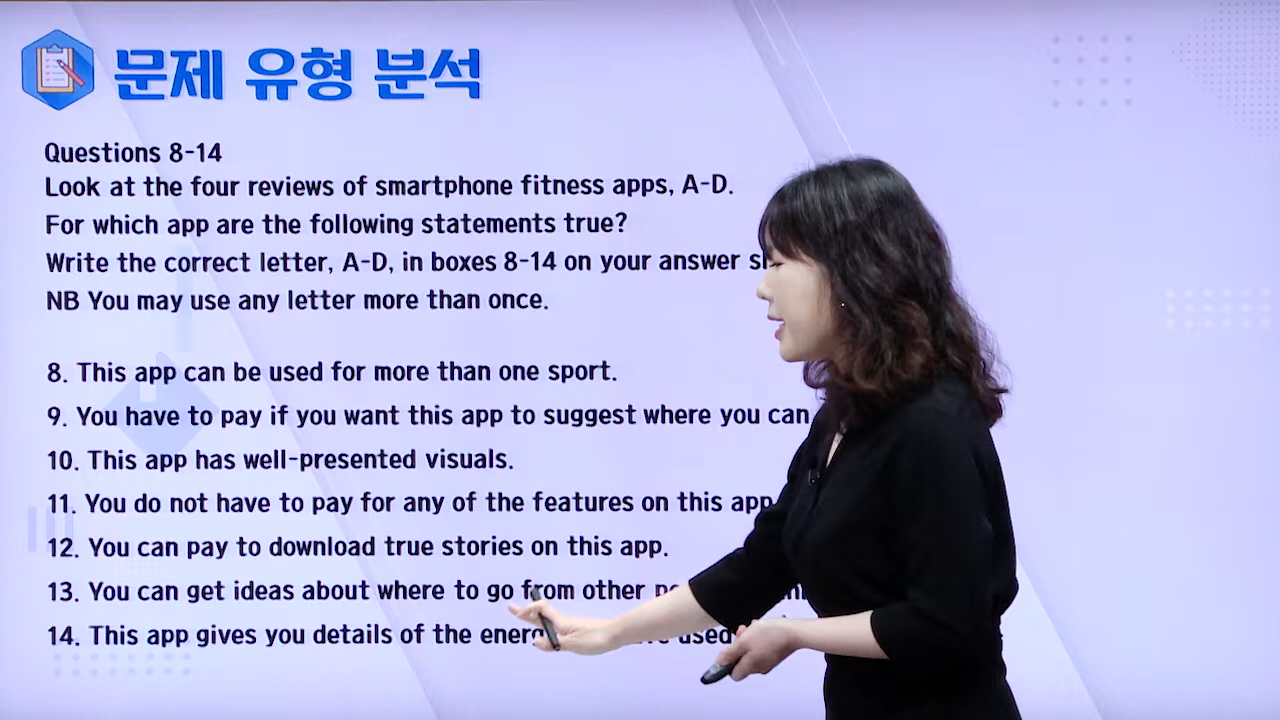 문제 유형 분석
Questions 8-14
Look at the four reviews of smartphone fitness apps, A-D.
For which app are the following statements true?
Write the correct letter, A-D, in boxes 8-14 on your answer
NB You may use any letter more than once.
8. This app can be used for more than one sport.
9. You have to pay if you want this app to suggest where you can
10. This app has well-presented visuals.
11. You do not have to pay for any of the features on this app
12. You can pay to download true stories on this app.
13. You can get ideas about where to go from other
14. This app gives you details of the used